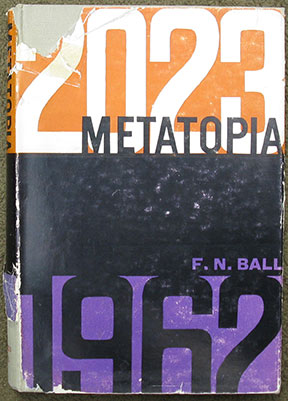 2023
METATOPIA
F. N. BALL
1962
METATOPIA